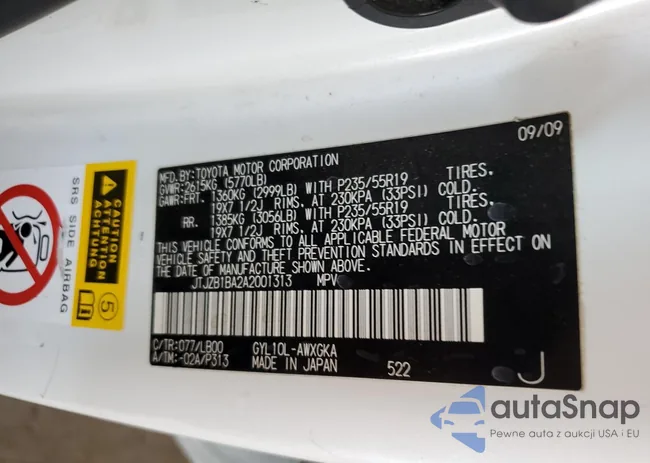 09/09
MFD.BY:TOYOTA MOTOR CORPORATION
GVWR:2615KG (5770LB)
GAWR:FRT. 1360KG (2999LB) WITH P235/55R19 TIRES.
19X7 1/2J RIMS, AT 230KPA (33PSI) COLD.
RR. 1385KG (3056LB) WITH P235/55R19 TIRES.
19X7 1/2J RIMS, AT 230KPA (33PSI) COLD.
THIS VEHICLE CONFORMS TO ALL APPLICABLE FEDERAL MOTOR
VEHICLE SAFETY AND THEFT PREVENTION STANDARDS IN EFFECT ON
THE DATE OF MANUFACTURE SHOWN ABOVE.
JTJZB1BA2A2001313 MPV
C/TR:077/LB00 GYL10L-AWXGKA
A/TM:-02A/P313 MADE IN JAPAN 522
J
SRS SIDE AIRBAG
CAUTION
ATTENTION
ACHTUNG
5
autaSnap
Pewne auta z aukcji USA i EU